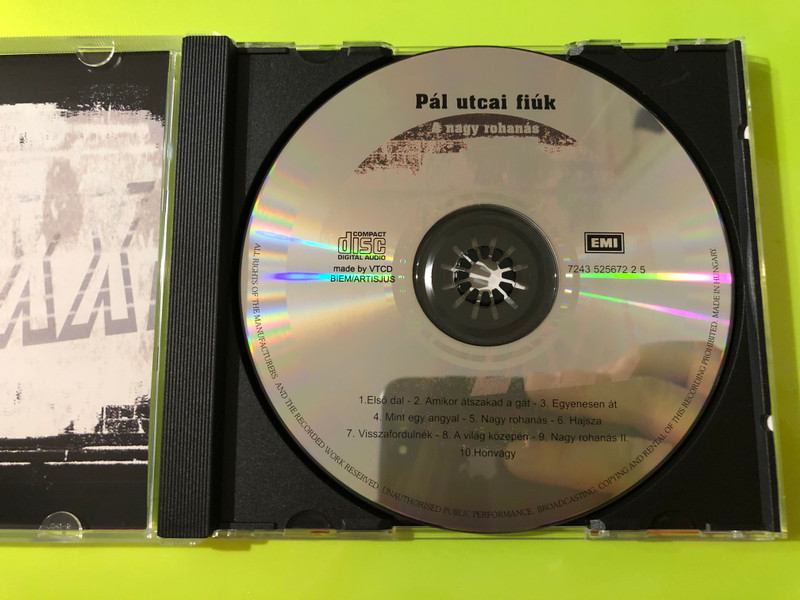 Pál utcai fiúk
A nagy rohanás
COMPACT
disc
DIGITAL AUDIO
made by VTCD
BIEM/ARTISJUS
EMI
7243 525672 2 5
1.Első dal - 2. Amikor átszakad a gát - 3. Egyenesen át
4. Mint egy angyal - 5. Nagy rohanás - 6. Hajsza
7. Visszafordulnék - 8. A világ közepén - 9. Nagy rohanás II.
10.Honvágy
ALL RIGHTS OF THE MANUFACTURERS AND THE RECORDED WORK RESERVED. UNAUTHORISED PUBLIC PERFORMANCE, BROADCASTING, COPYING AND RENTAL OF THIS RECORDING PROHIBITED. MADE IN HUNGARY